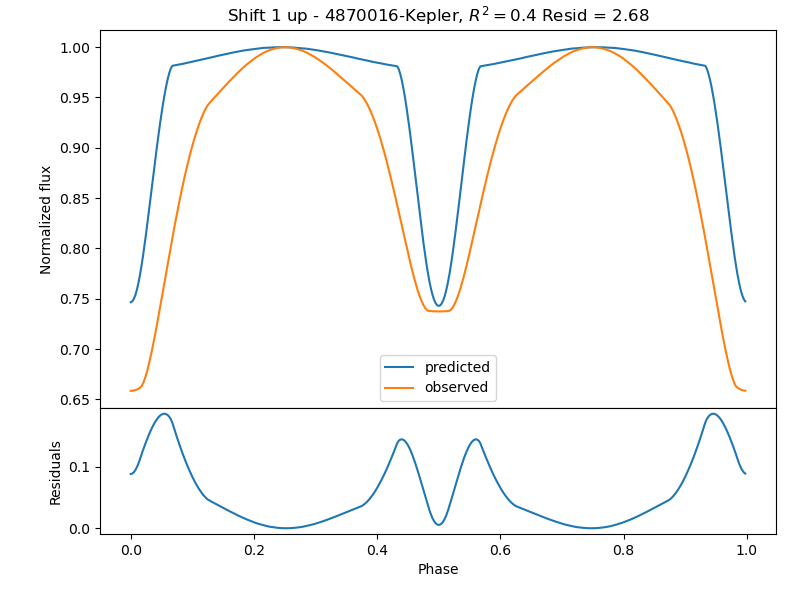 Shift 1 up - 4870016-Kepler, $R^2 = 0.4$ Resid = 2.68
Normalized flux
1.00
0.95
0.90
0.85
0.80
0.75
0.70
0.65
predicted
observed
Residuals
0.1
0.0
0.0
0.2
0.4
0.6
0.8
1.0
Phase